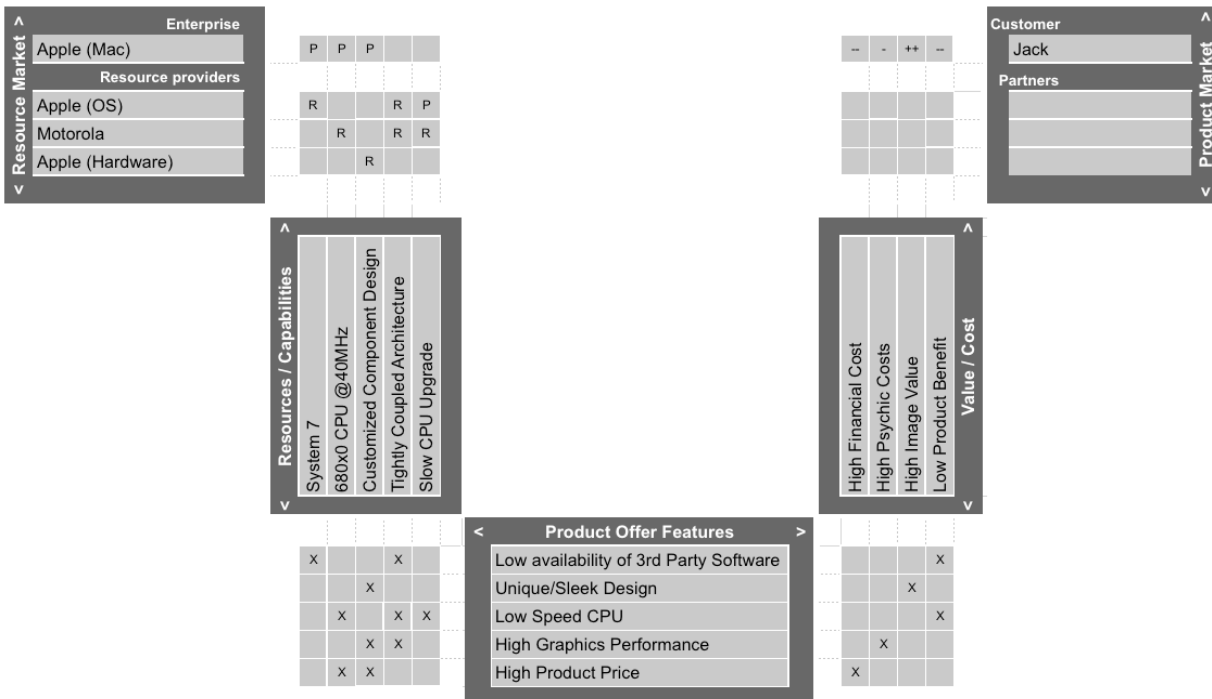 Resource Market
Enterprise
Apple (Mac)
Resource providers
Apple (OS)
Motorola
Apple (Hardware)
P P P
R R P
R R R
R
-- - ++ --
Customer
Jack
Partners
Product Market
Resources / Capabilities
System 7
680x0 CPU @40MHz
Customized Component Design
Tightly Coupled Architecture
Slow CPU Upgrade
High Financial Cost
High Psychic Costs
High Image Value
Low Product Benefit
Value / Cost
< Product Offer Features >
X X Low availability of 3rd Party Software X
X Unique/Sleek Design X
X X X Low Speed CPU X
X X High Graphics Performance X
X X High Product Price X